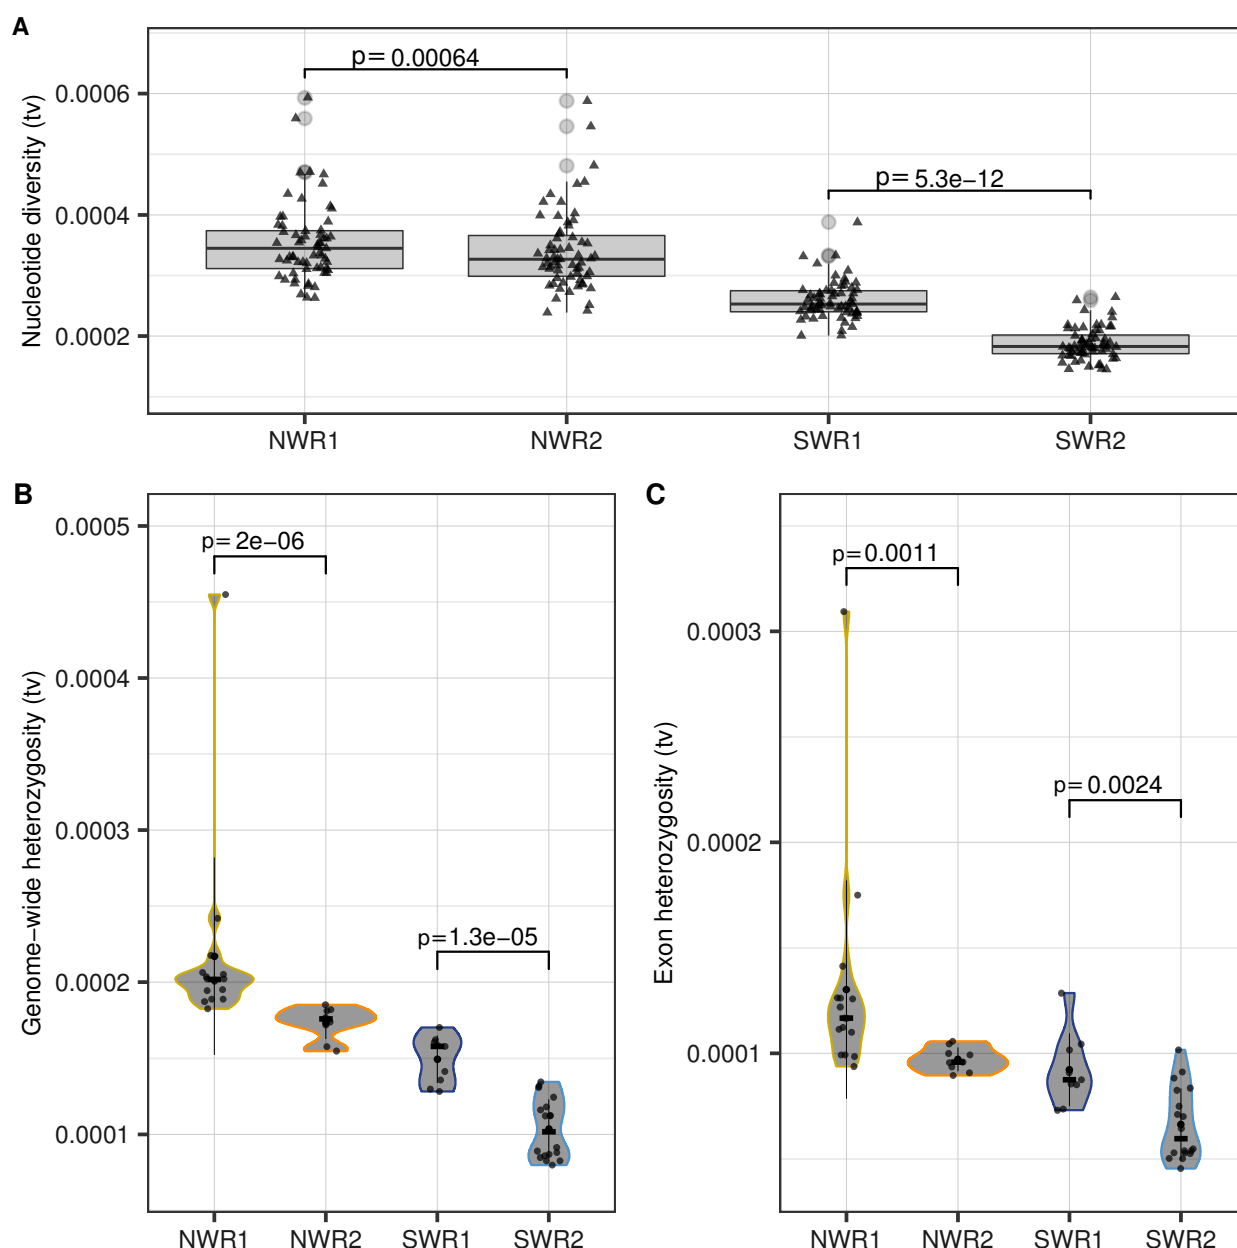 A
p= 0.00064
0.0006
p= 5.3e−12
0.0004
0.0002
Nucleotide diversity (tv)
NWR1 NWR2 SWR1 SWR2
B
0.0005
p= 2e−06
0.0004
0.0003
p=1.3e−05
0.0002
0.0001
Genome−wide heterozygosity (tv)
NWR1 NWR2 SWR1 SWR2
C
p=0.0011
0.0003
p= 0.0024
0.0002
0.0001
Exon heterozygosity (tv)
NWR1 NWR2 SWR1 SWR2